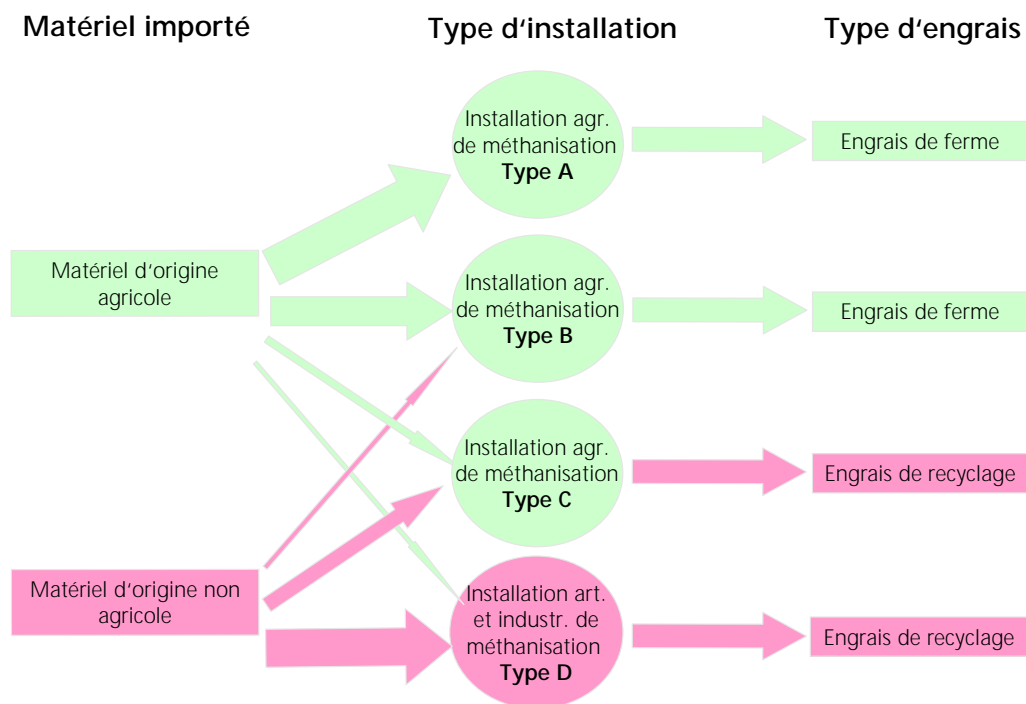 Matériel importé
Type d‘installation
Type d‘engrais
Installation agr.
de méthanisation
Type A
Engrais de ferme
Matériel d‘origine
agricole
Installation agr.
de méthanisation
Type B
Engrais de ferme
Installation agr.
de méthanisation
Type C
Engrais de recyclage
Matériel d‘origine non
agricole
Installation art.
et industr. de
méthanisation
Type D
Engrais de recyclage